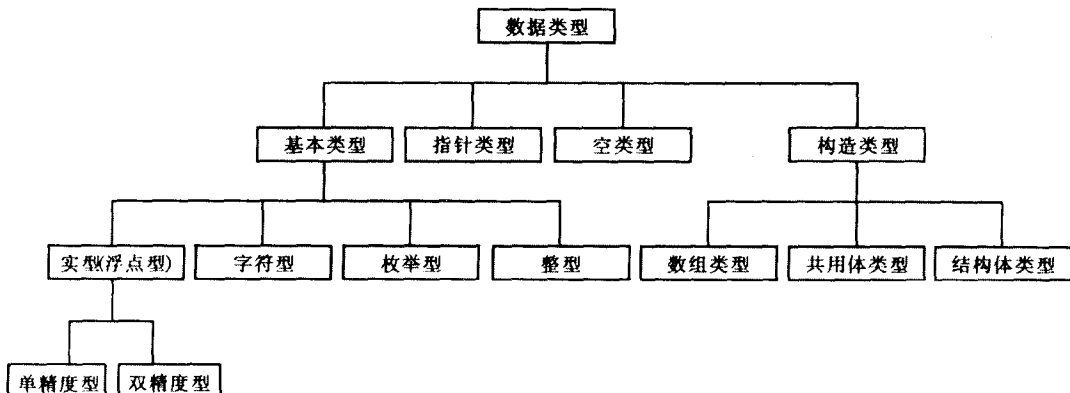 数据类型
基本类型 指针类型 空类型 构造类型
实型(浮点型) 字符型 枚举型 整型 数组类型 共用体类型 结构体类型
单精度型 双精度型